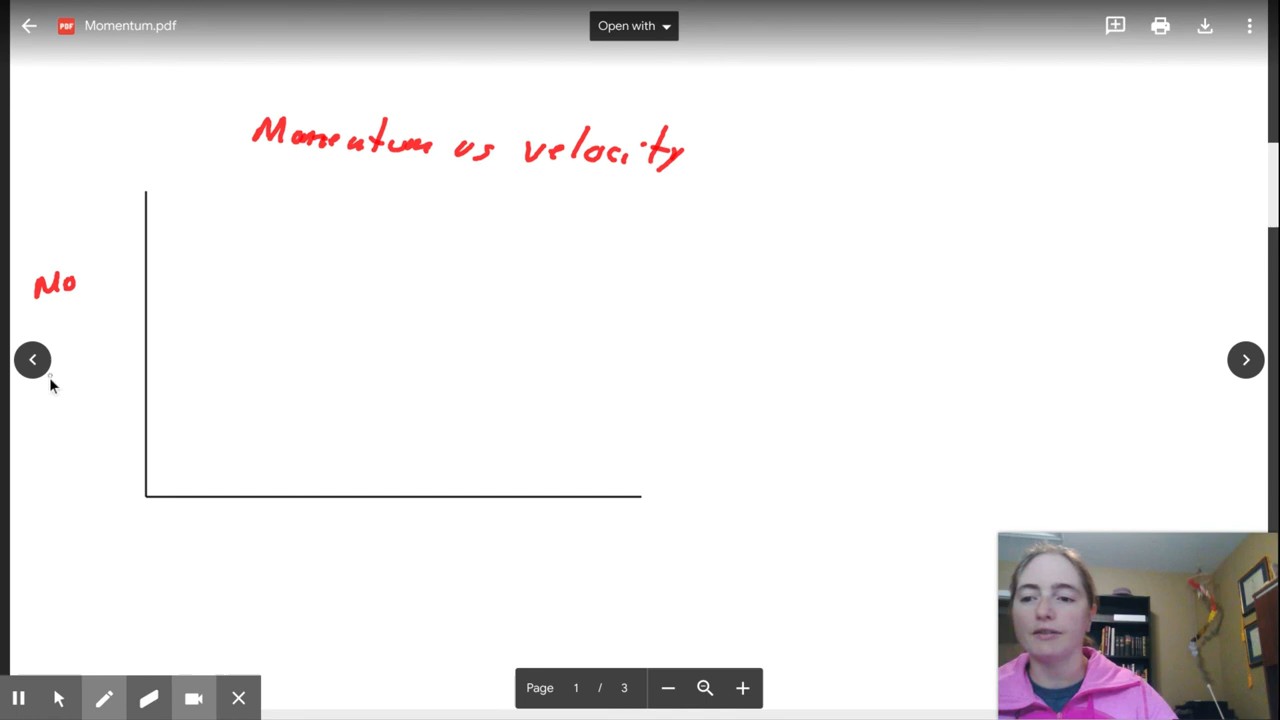 Momentum.pdf
Open with
Momentum vs velocity
Mo
Page 1 / 3